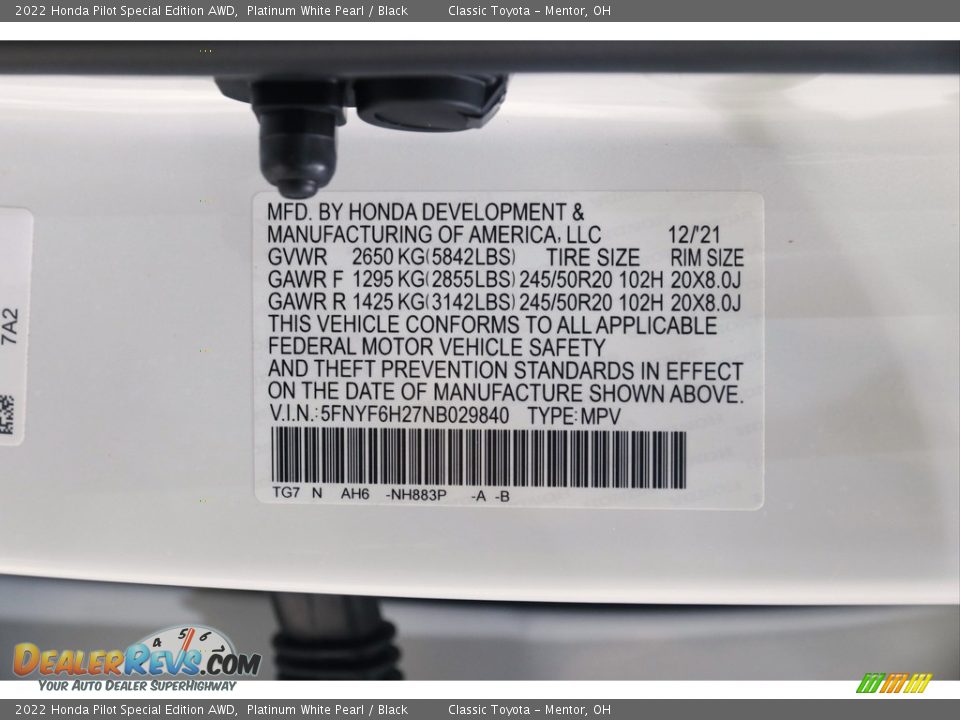 2022 Honda Pilot Special Edition AWD, Platinum White Pearl / Black Classic Toyota - Mentor, OH
MFD. BY HONDA DEVELOPMENT &
MANUFACTURING OF AMERICA, LLC 12/'21
GVWR 2650 KG(5842LBS) TIRE SIZE RIM SIZE
GAWR F 1295 KG(2855LBS) 245/50R20 102H 20X8.0J
GAWR R 1425 KG(3142LBS) 245/50R20 102H 20X8.0J
THIS VEHICLE CONFORMS TO ALL APPLICABLE
FEDERAL MOTOR VEHICLE SAFETY
AND THEFT PREVENTION STANDARDS IN EFFECT
ON THE DATE OF MANUFACTURE SHOWN ABOVE.
V.I.N.:5FNYF6H27NB029840 TYPE:MPV
TG7 N AH6 -NH883P -A -B
7A2
4 5 6
DEALERREVS.COM
YOUR AUTO DEALER SUPERHIGHWAY
2022 Honda Pilot Special Edition AWD, Platinum White Pearl / Black Classic Toyota - Mentor, OH